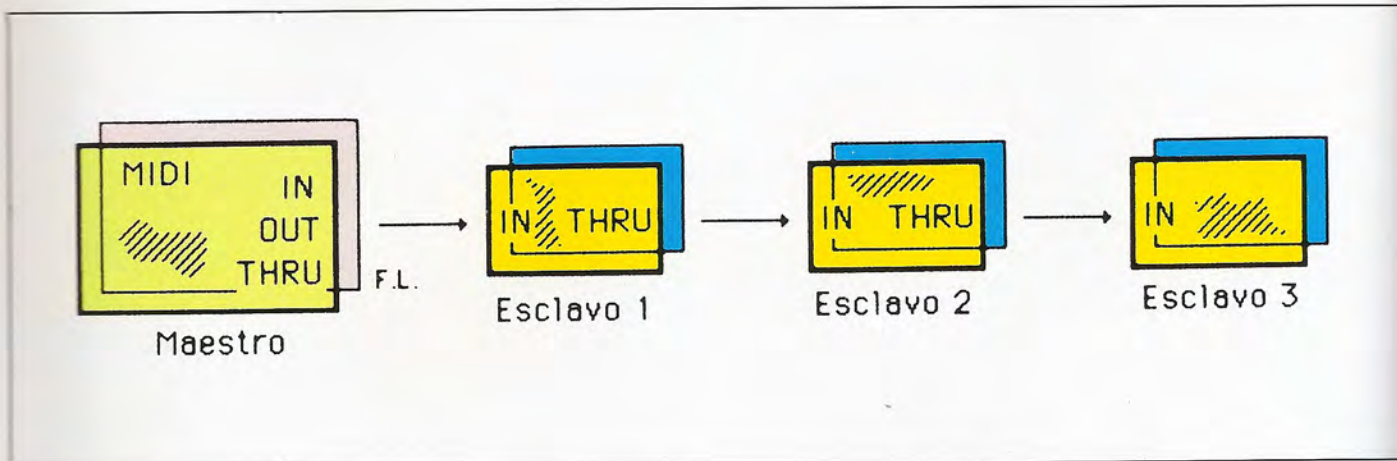 MIDI
IN
OUT
THRU
F.L.
Maestro
IN THRU
Esclavo 1
IN THRU
Esclavo 2
IN
Esclavo 3